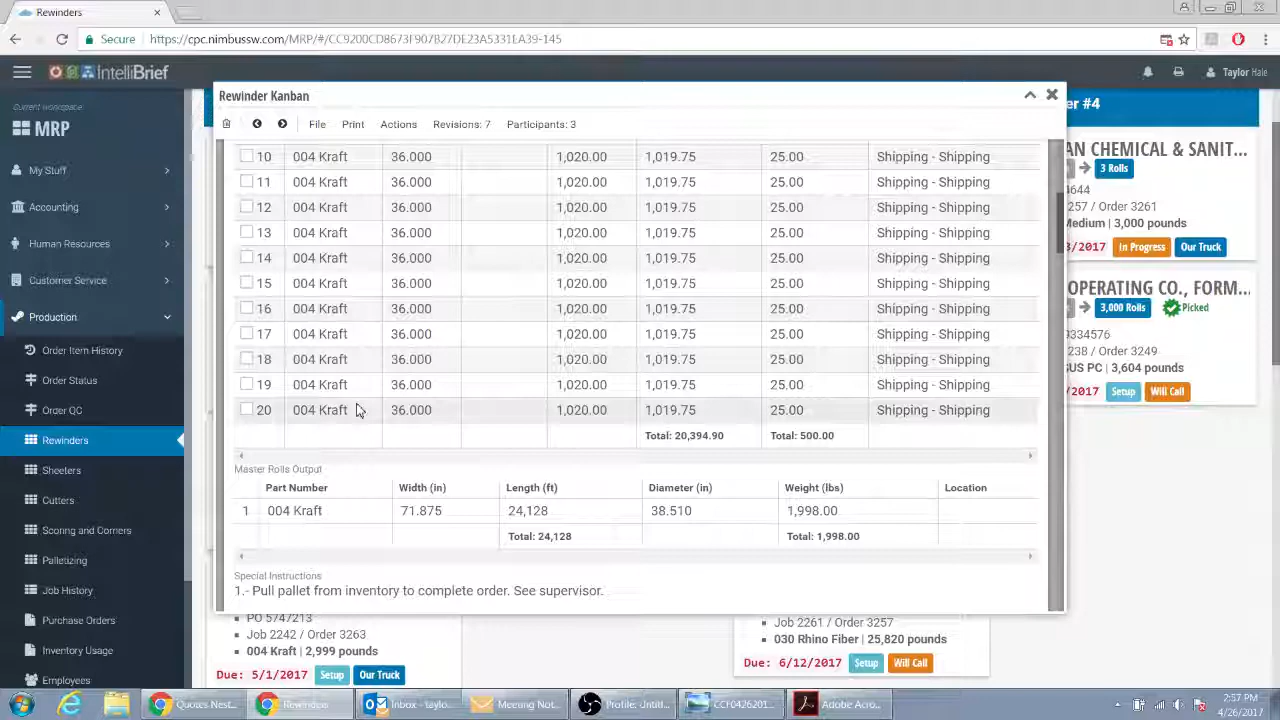 Rewinders
Secure | https://cpc.nimbussw.com/MRP/#/CC9200CD8673F907B27DE23A5331EA39-145
IntelliBrief
Taylor Hale
Current workspace
MRP
My Stuff
Accounting
Human Resources
Customer Service
Production
Order Item History
Order Status
Order QC
Rewinders
Sheeters
Cutters
Scoring and Corners
Palletizing
Job History
Purchase Orders
Inventory Usage
Employees
Rewinder Kanban
File Print Actions Revisions: 7 Participants: 3
10 004 Kraft 36.000 1,020.00 1,019.75 25.00 Shipping - Shipping
11 004 Kraft 36.000 1,020.00 1,019.75 25.00 Shipping - Shipping
12 004 Kraft 36.000 1,020.00 1,019.75 25.00 Shipping - Shipping
13 004 Kraft 36.000 1,020.00 1,019.75 25.00 Shipping - Shipping
14 004 Kraft 36.000 1,020.00 1,019.75 25.00 Shipping - Shipping
15 004 Kraft 36.000 1,020.00 1,019.75 25.00 Shipping - Shipping
16 004 Kraft 36.000 1,020.00 1,019.75 25.00 Shipping - Shipping
17 004 Kraft 36.000 1,020.00 1,019.75 25.00 Shipping - Shipping
18 004 Kraft 36.000 1,020.00 1,019.75 25.00 Shipping - Shipping
19 004 Kraft 36.000 1,020.00 1,019.75 25.00 Shipping - Shipping
20 004 Kraft 36.000 1,020.00 1,019.75 25.00 Shipping - Shipping
Total: 20,394.90 Total: 500.00
Master Rolls Output
Part Number Width (in) Length (ft) Diameter (in) Weight (lbs) Location
1 004 Kraft 71.875 24,128 38.510 1,998.00
Total: 24,128 Total: 1,998.00
Special Instructions
1.- Pull pallet from inventory to complete order. See supervisor.
er #4
AN CHEMICAL & SANIT...
3 Rolls
4644
257 / Order 3261
Medium | 3,000 pounds
3/2017 In Progress Our Truck
OPERATING CO., FORM...
3,000 Rolls Picked
9334576
238 / Order 3249
SUS PC | 3,604 pounds
/2017 Setup Will Call
PO 5747213
Job 2242 / Order 3263
004 Kraft | 2,999 pounds
Due: 5/1/2017 Setup Our Truck
Job 2261 / Order 3257
030 Rhino Fiber | 25,820 pounds
Due: 6/12/2017 Setup Will Call
Quotes Nest...
Rewinders
Inbox - taylo...
Meeting Not...
Profile: Untitl...
CCF0426201...
Adobe Acro...
2:57 PM
4/26/2017